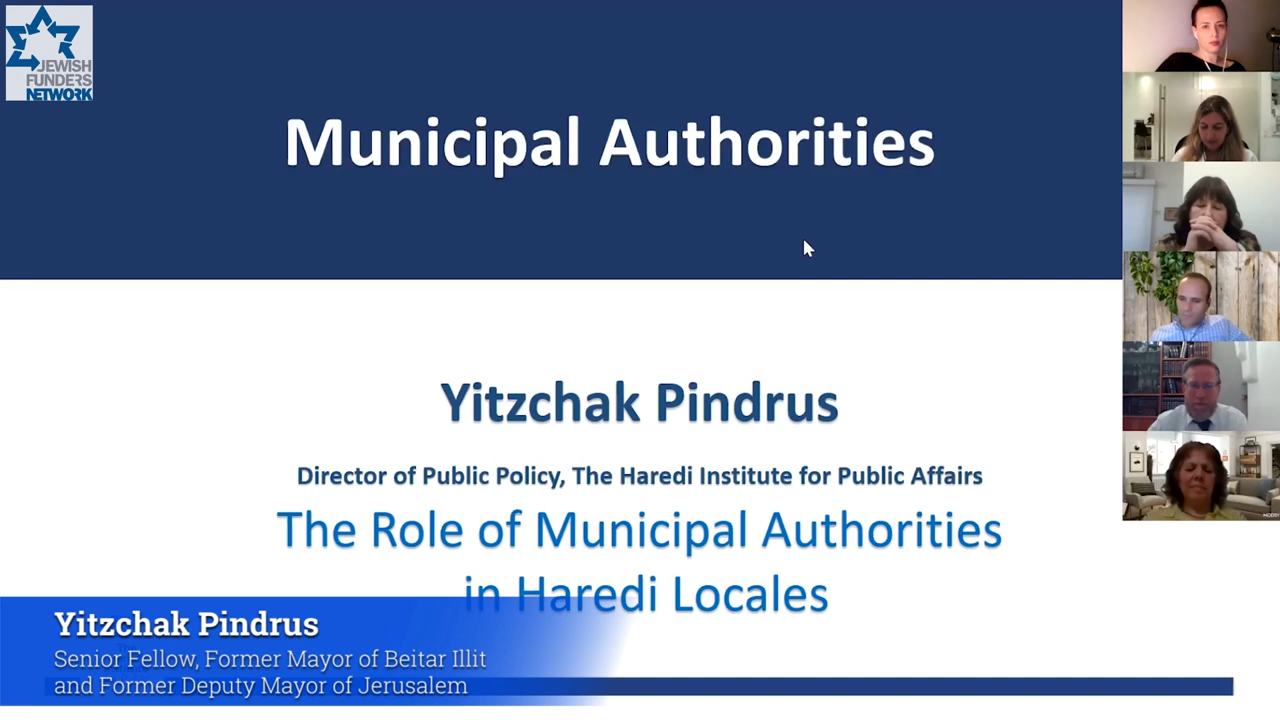 JEWISH
FUNDERS
NETWORK
Municipal Authorities
Yitzchak Pindrus
Director of Public Policy, The Haredi Institute for Public Affairs
The Role of Municipal Authorities
in Haredi Locales
Yitzchak Pindrus
Senior Fellow, Former Mayor of Beitar Illit
and Former Deputy Mayor of Jerusalem